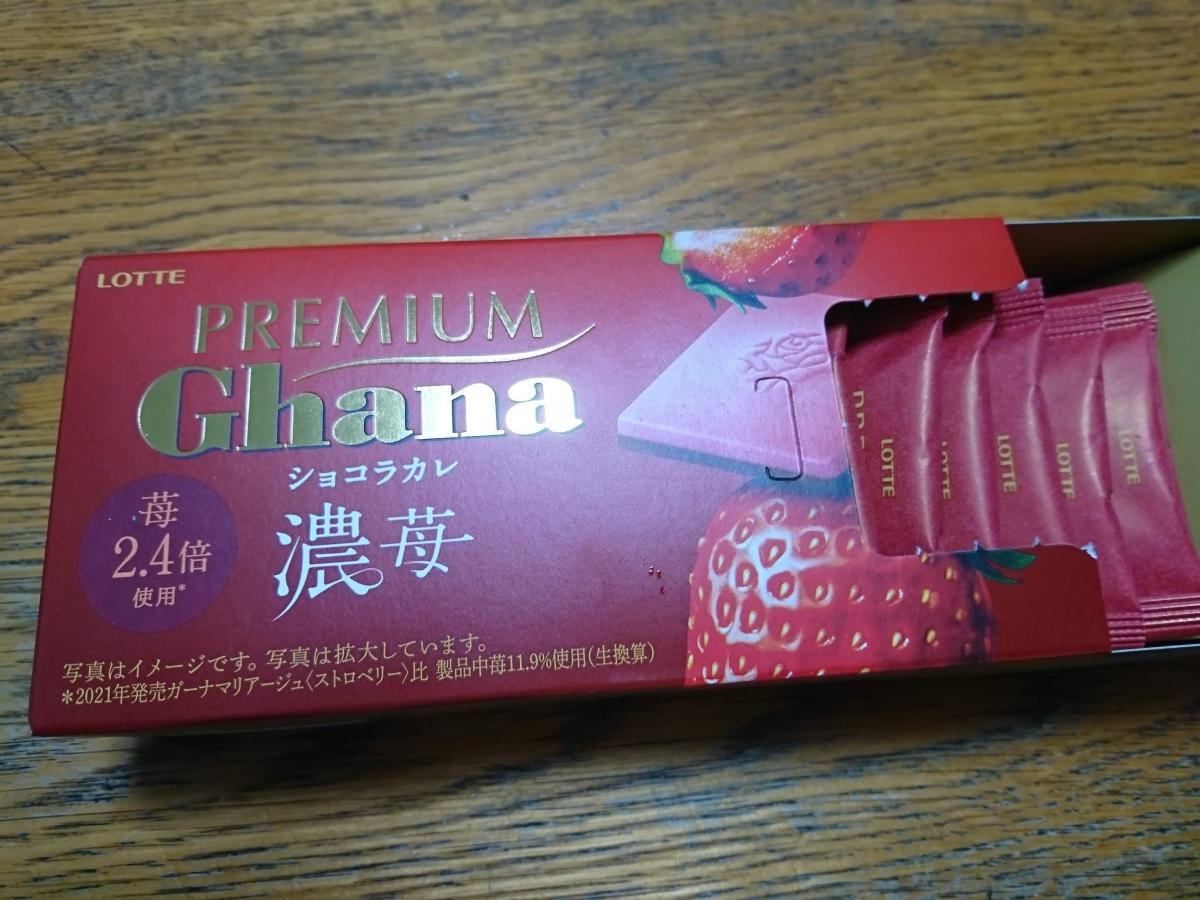 LOTTE
PREMIUM
Ghana
ショコラカレ
濃苺
苺
2.4倍
使用*
写真はイメージです。写真は拡大しています。
*2021年発売ガーナマリアージュ〈ストロベリー〉比 製品中苺11.9%使用(生換算)
LOTTE
LOTTE
LOTTE
LOTTE
LOTTE